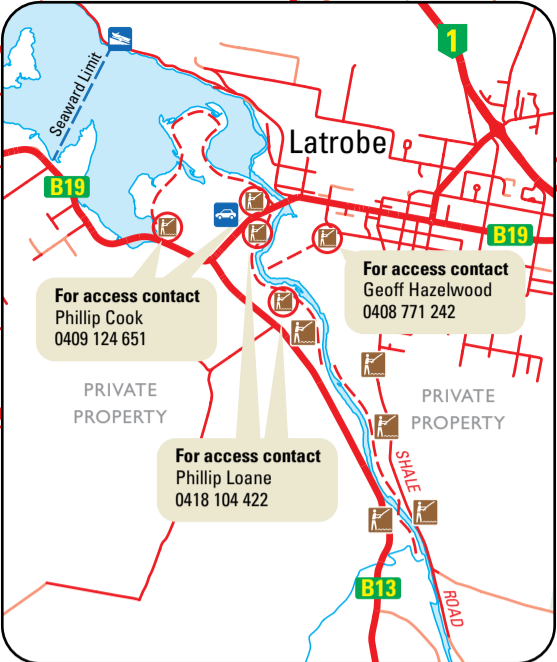 1
Seaward Limit
Latrobe
B19
B19
For access contact
Geoff Hazelwood
0408 771 242
For access contact
Phillip Cook
0409 124 651
PRIVATE
PROPERTY
PRIVATE
PROPERTY
For access contact
Phillip Loane
0418 104 422
SHALE
ROAD
B13